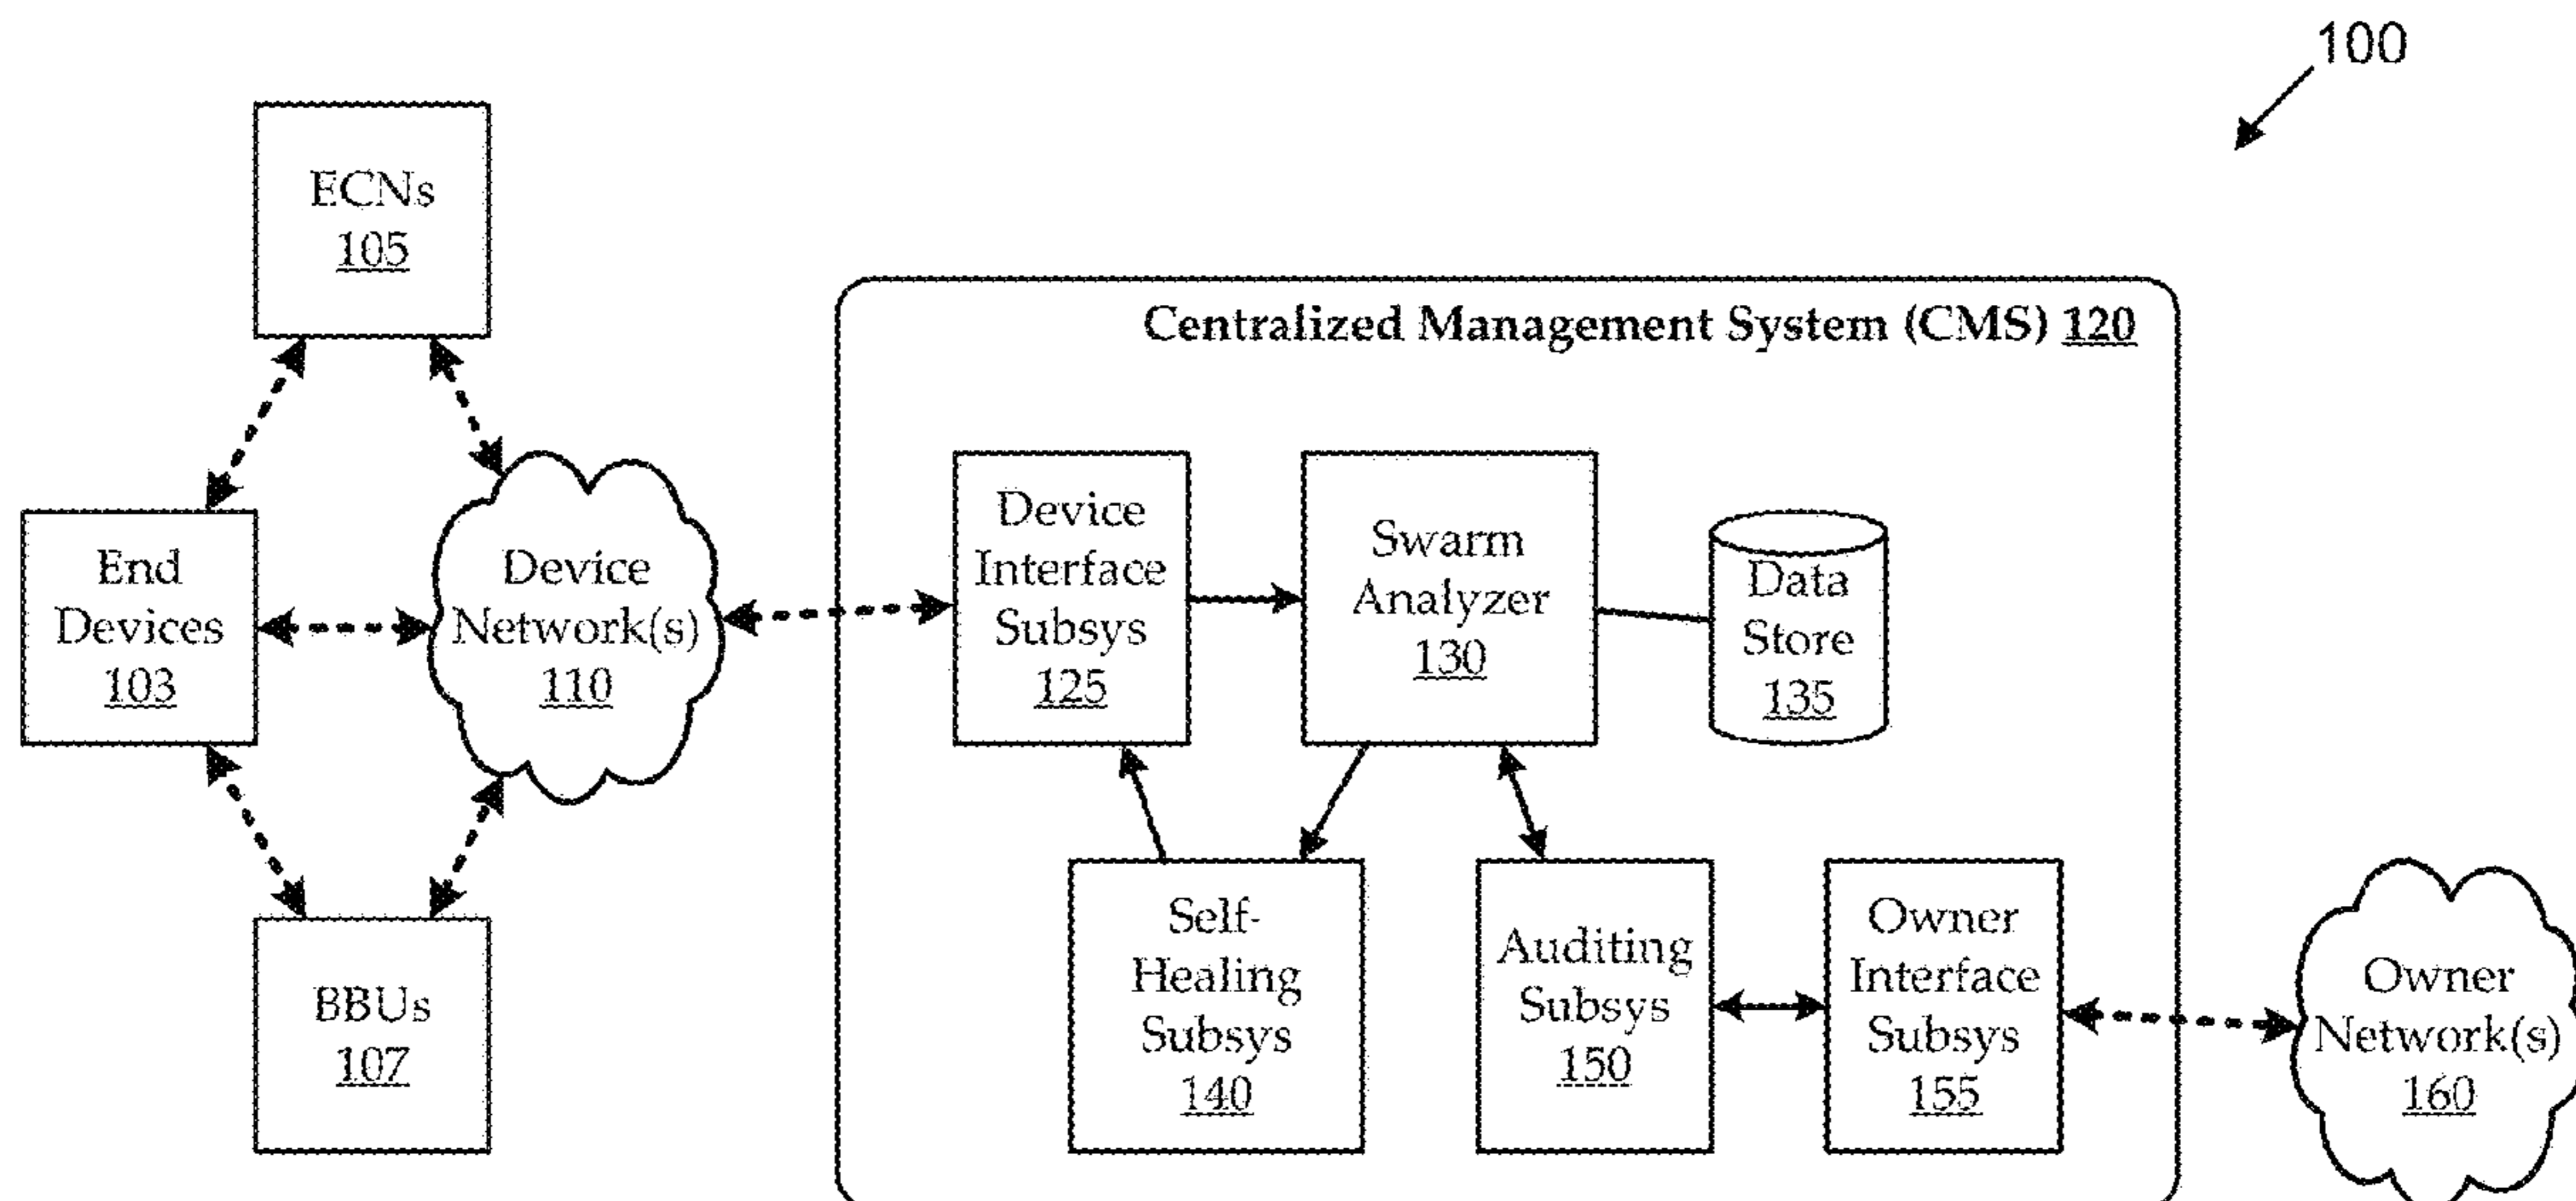 100
ECNs
105
Centralized Management System (CMS) 120
End
Devices
103
Device
Network(s)
110
Device
Interface
Subsys
125
Swarm
Analyzer
130
Data
Store
135
BBUs
107
Self-
Healing
Subsys
140
Auditing
Subsys
150
Owner
Interface
Subsys
155
Owner
Network(s)
160